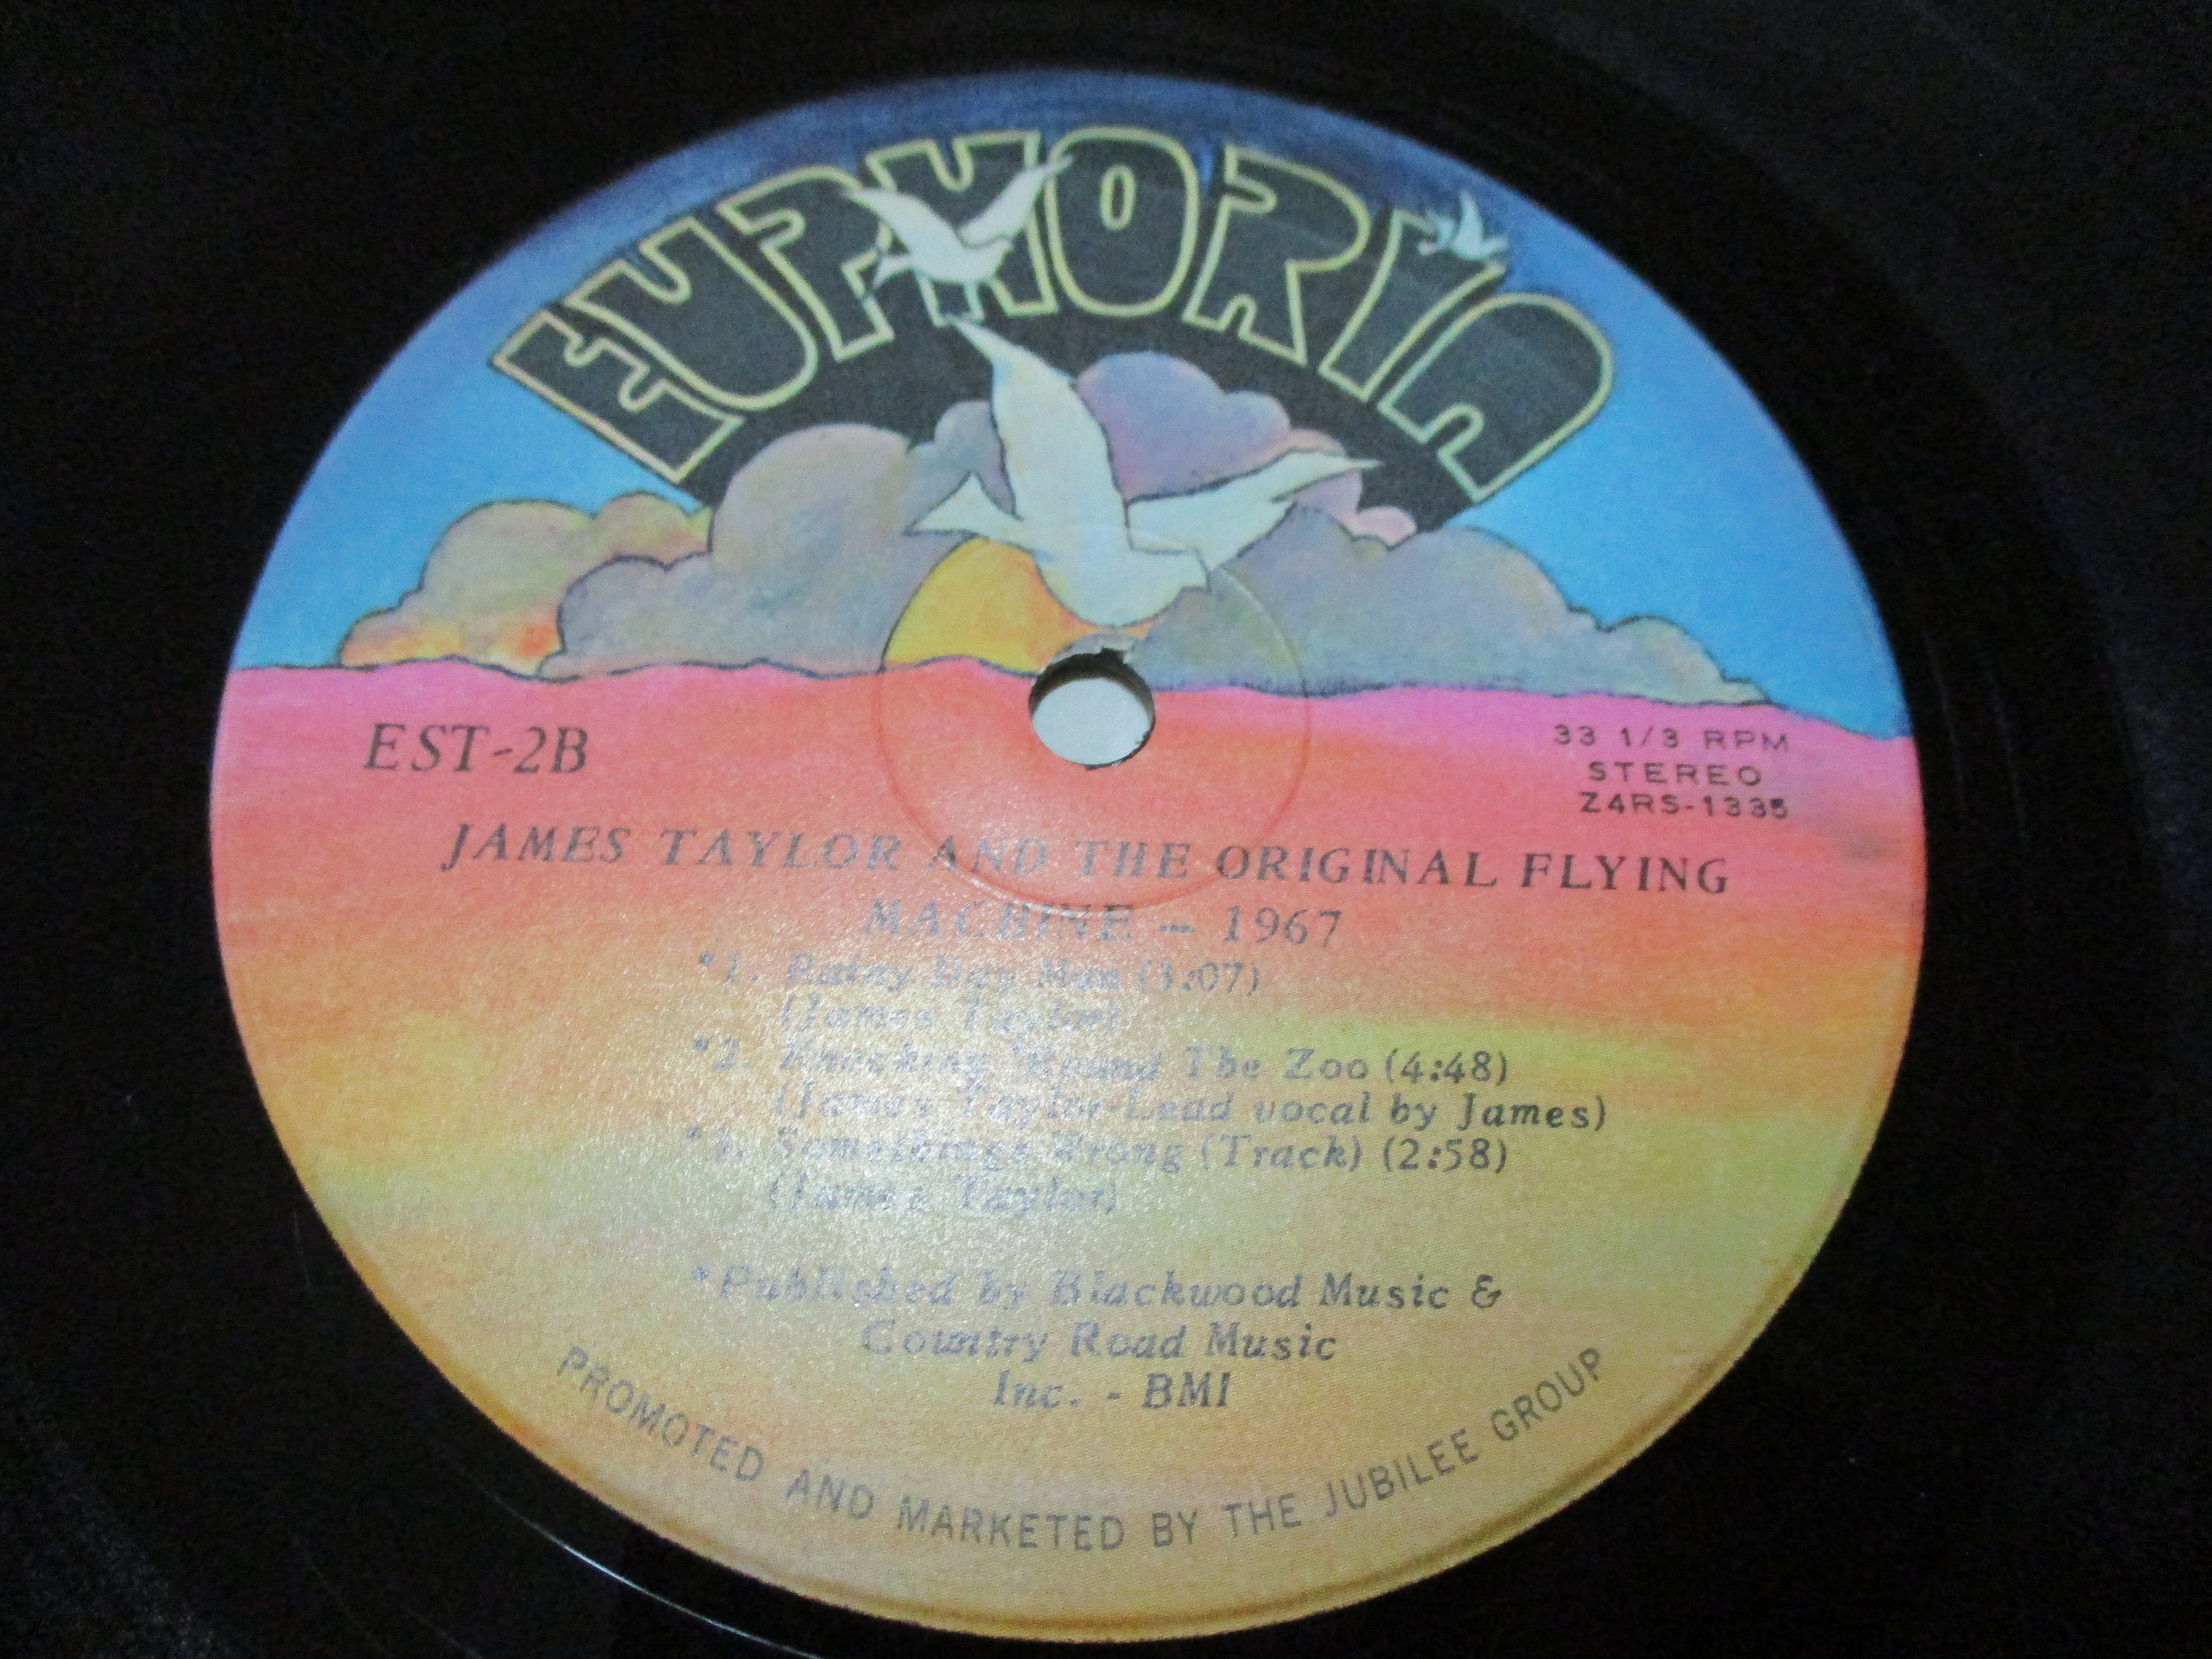 EUPHORIA
EST-2B
33 1/3 RPM
STEREO
Z4RS-1335
JAMES TAYLOR AND THE ORIGINAL FLYING
MACHINE -- 1967
*1. Rainy Day Man (3:07)
(James Taylor)
*2. Knocking 'Round The Zoo (4:48)
(James Taylor-Lead vocal by James)
*3. Somethings Wrong (Track) (2:58)
(James Taylor)
*Published by Blackwood Music &
Country Road Music
Inc. - BMI
PROMOTED AND MARKETED BY THE JUBILEE GROUP